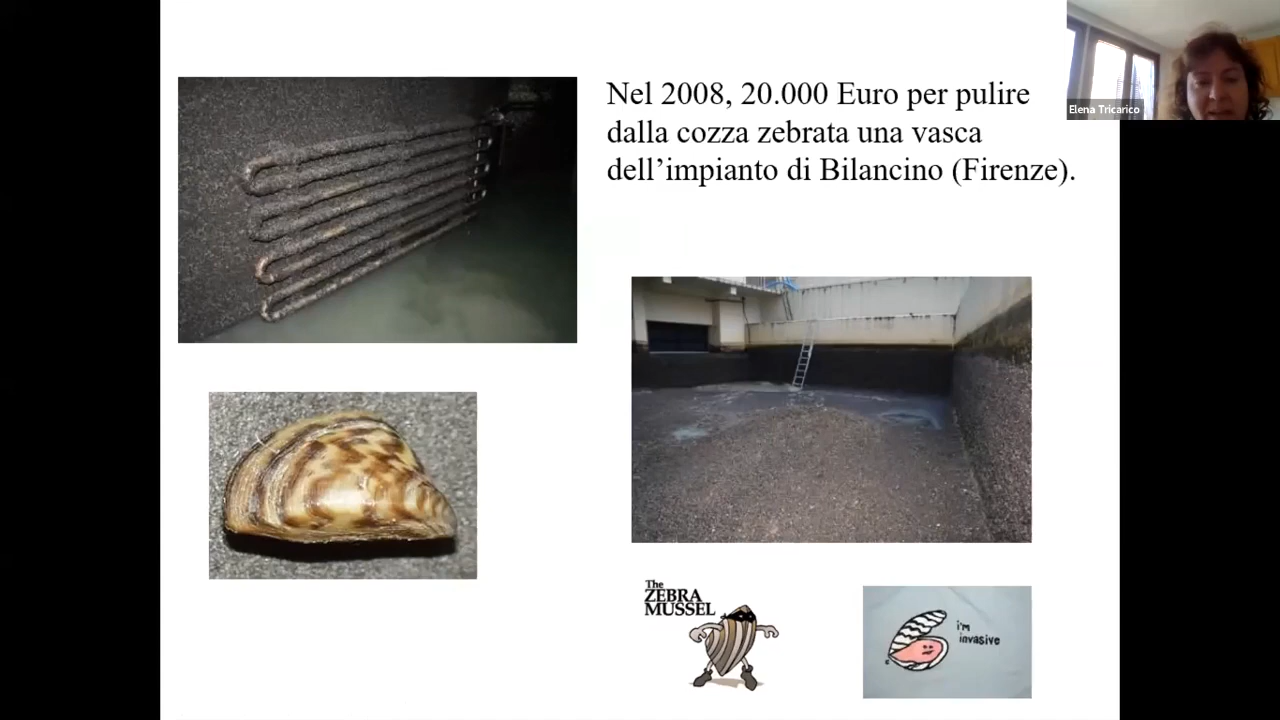 Nel 2008, 20.000 Euro per pulire
dalla cozza zebrata una vasca
dell’impianto di Bilancino (Firenze).
Elena Tricarico
The
ZEBRA
MUSSEL
i'm
invasive